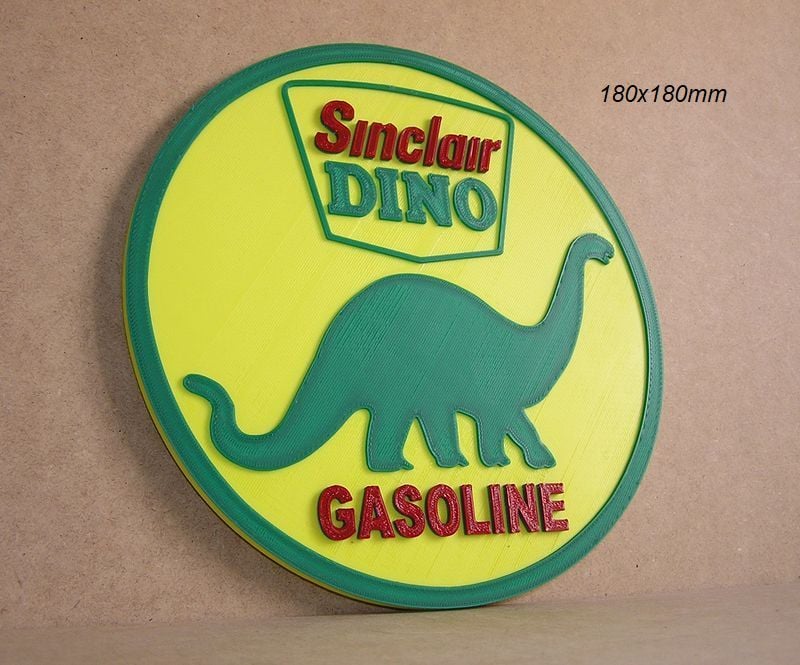 180x180mm
Sinclair
DINO
GASOLINE